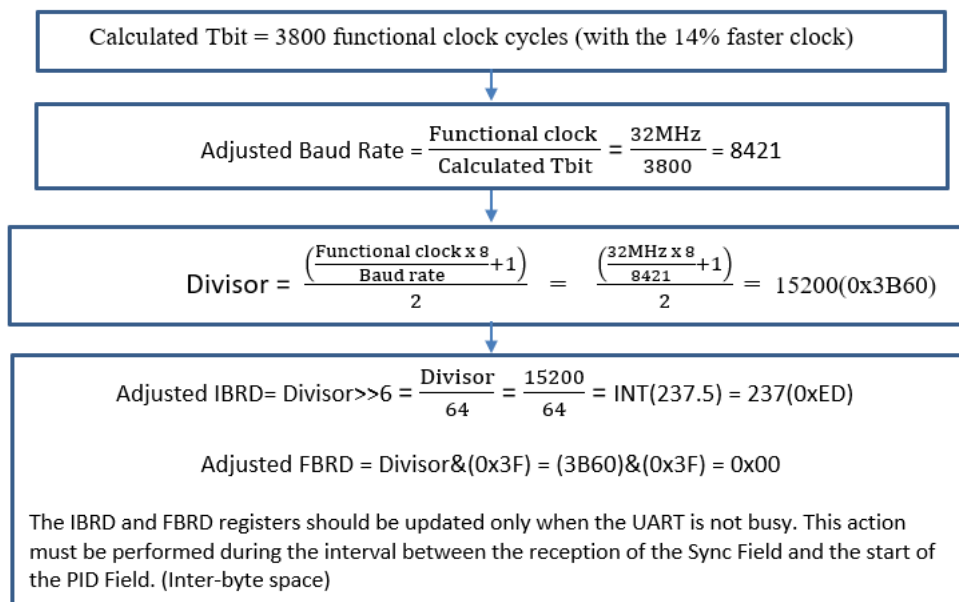 Calculated Tbit = 3800 functional clock cycles (with the 14% faster clock)
Adjusted Baud Rate = Functional clock / Calculated Tbit = 32MHz / 3800 = 8421
Divisor = (Functional clock x 8 / Baud rate +1) / 2 = (32MHz x 8 / 8421 +1) / 2 = 15200(0x3B60)
Adjusted IBRD= Divisor>>6 = Divisor / 64 = 15200 / 64 = INT(237.5) = 237(0xED)
Adjusted FBRD = Divisor&(0x3F) = (3B60)&(0x3F) = 0x00
The IBRD and FBRD registers should be updated only when the UART is not busy. This action
must be performed during the interval between the reception of the Sync Field and the start of
the PID Field. (Inter-byte space)